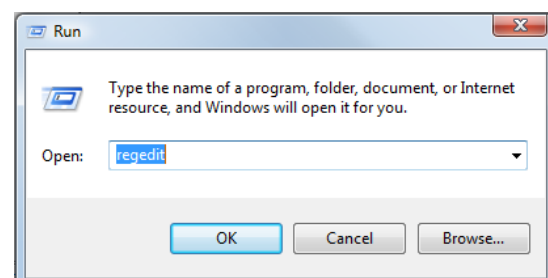 Run
Type the name of a program, folder, document, or Internet
resource, and Windows will open it for you.
Open: regedit
OK Cancel Browse...